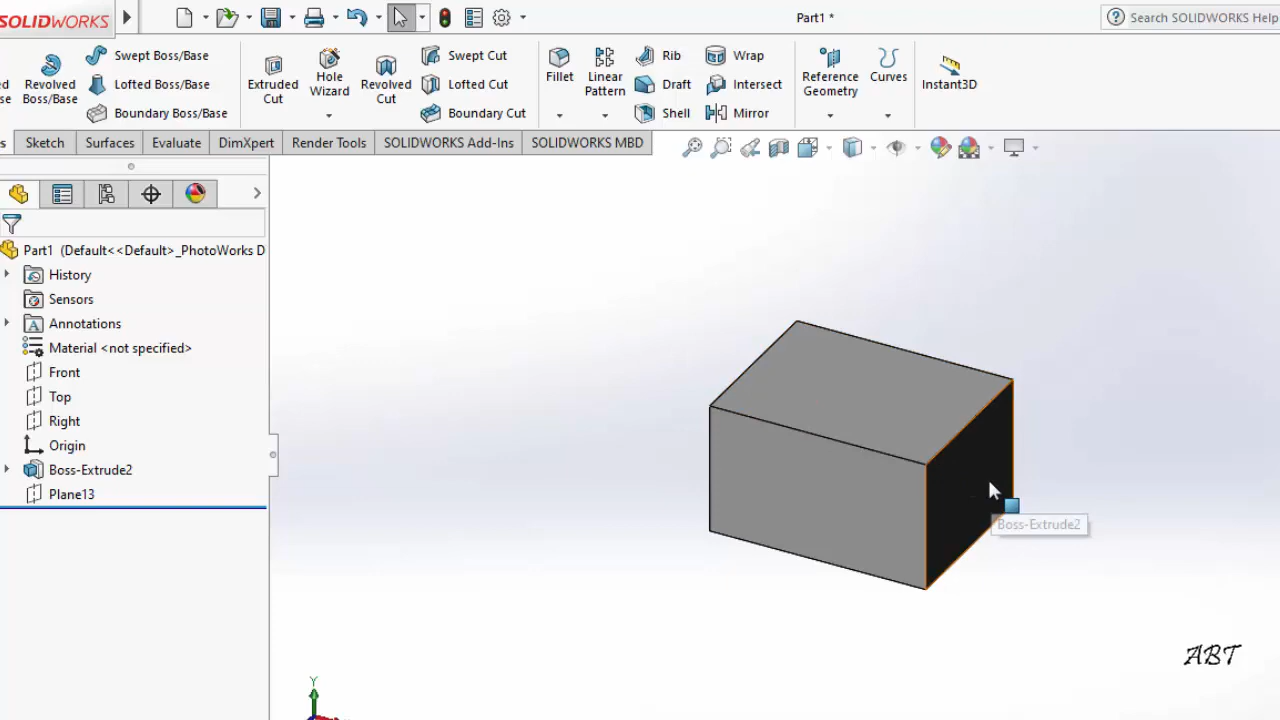 SOLIDWORKS
Part1 *
Search SOLIDWORKS Help
Revolved Boss/Base
Swept Boss/Base
Lofted Boss/Base
Boundary Boss/Base
Extruded Cut
Hole Wizard
Revolved Cut
Swept Cut
Lofted Cut
Boundary Cut
Fillet
Linear Pattern
Rib
Draft
Shell
Wrap
Intersect
Mirror
Reference Geometry
Curves
Instant3D
Sketch
Surfaces
Evaluate
DimXpert
Render Tools
SOLIDWORKS Add-Ins
SOLIDWORKS MBD
Part1 (Default<<Default>_PhotoWorks D
History
Sensors
Annotations
Material <not specified>
Front
Top
Right
Origin
Boss-Extrude2
Plane13
Boss-Extrude2
ABT
Y